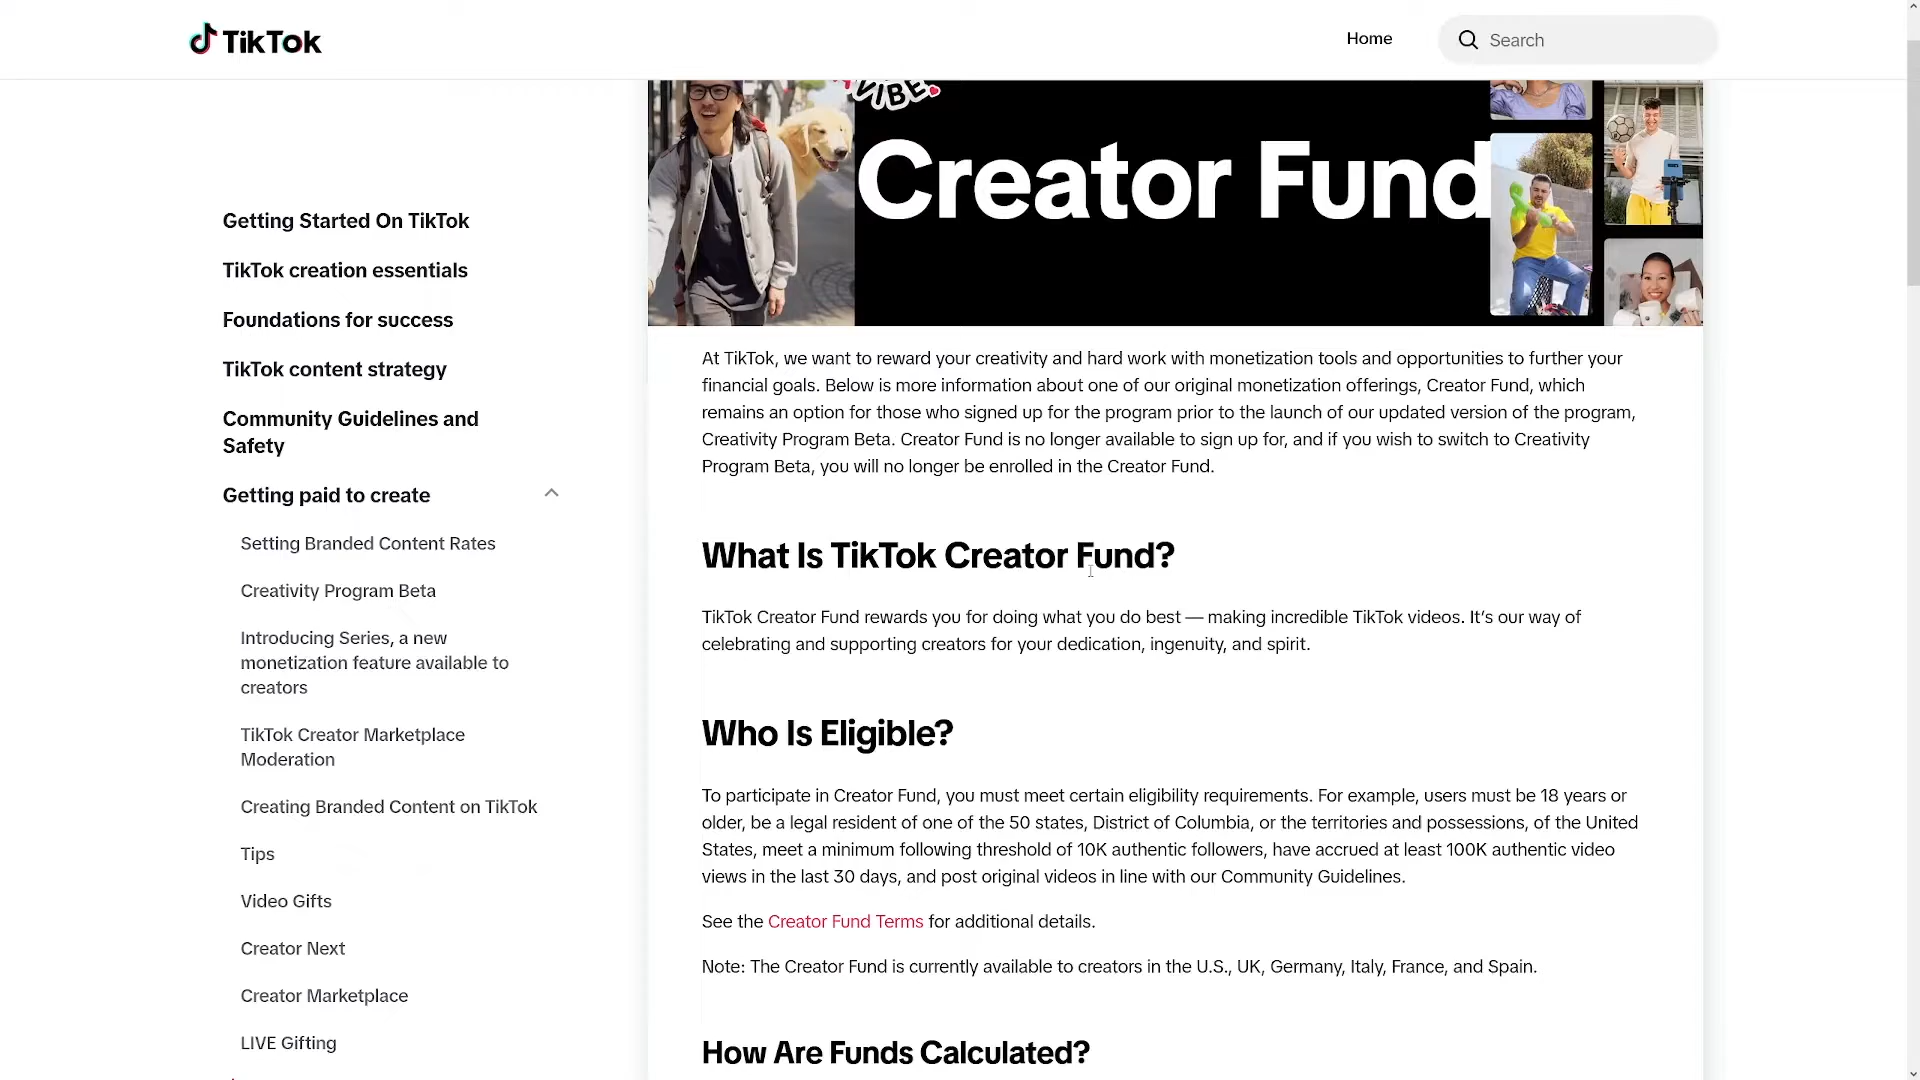 TikTok
Home
Search
VIBE
Creator Fund
Getting Started On TikTok
TikTok creation essentials
Foundations for success
TikTok content strategy
Community Guidelines and
Safety
Getting paid to create
Setting Branded Content Rates
Creativity Program Beta
Introducing Series, a new
monetization feature available to
creators
TikTok Creator Marketplace
Moderation
Creating Branded Content on TikTok
Tips
Video Gifts
Creator Next
Creator Marketplace
LIVE Gifting
At TikTok, we want to reward your creativity and hard work with monetization tools and opportunities to further your
financial goals. Below is more information about one of our original monetization offerings, Creator Fund, which
remains an option for those who signed up for the program prior to the launch of our updated version of the program,
Creativity Program Beta. Creator Fund is no longer available to sign up for, and if you wish to switch to Creativity
Program Beta, you will no longer be enrolled in the Creator Fund.
What Is TikTok Creator Fund?
TikTok Creator Fund rewards you for doing what you do best — making incredible TikTok videos. It’s our way of
celebrating and supporting creators for your dedication, ingenuity, and spirit.
Who Is Eligible?
To participate in Creator Fund, you must meet certain eligibility requirements. For example, users must be 18 years or
older, be a legal resident of one of the 50 states, District of Columbia, or the territories and possessions, of the United
States, meet a minimum following threshold of 10K authentic followers, have accrued at least 100K authentic video
views in the last 30 days, and post original videos in line with our Community Guidelines.
See the Creator Fund Terms for additional details.
Note: The Creator Fund is currently available to creators in the U.S., UK, Germany, Italy, France, and Spain.
How Are Funds Calculated?